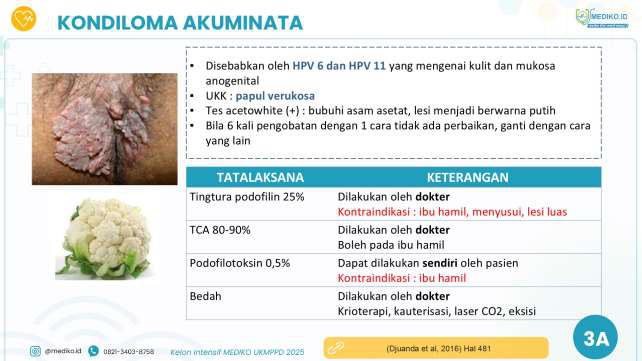 KONDILOMA AKUMINATA
MEDIKO.ID
• Disebabkan oleh HPV 6 dan HPV 11 yang mengenai kulit dan mukosa
anogenital
• UKK : papul verukosa
• Tes acetowhite (+) : bubuhi asam asetat, lesi menjadi berwarna putih
• Bila 6 kali pengobatan dengan 1 cara tidak ada perbaikan, ganti dengan cara
yang lain
TATALAKSANA KETERANGAN
Tingtura podofilin 25% Dilakukan oleh dokter
Kontraindikasi : ibu hamil, menyusui, lesi luas
TCA 80-90% Dilakukan oleh dokter
Boleh pada ibu hamil
Podofilotoksin 0,5% Dapat dilakukan sendiri oleh pasien
Kontraindikasi : ibu hamil
Bedah Dilakukan oleh dokter
Krioterapi, kauterisasi, laser CO2, eksisi
3A
@mediko.id 0821-3403-8758 Kelon Intensif MEDIKO UKMPPD 2025 (Djuanda et al, 2016) Hal 481